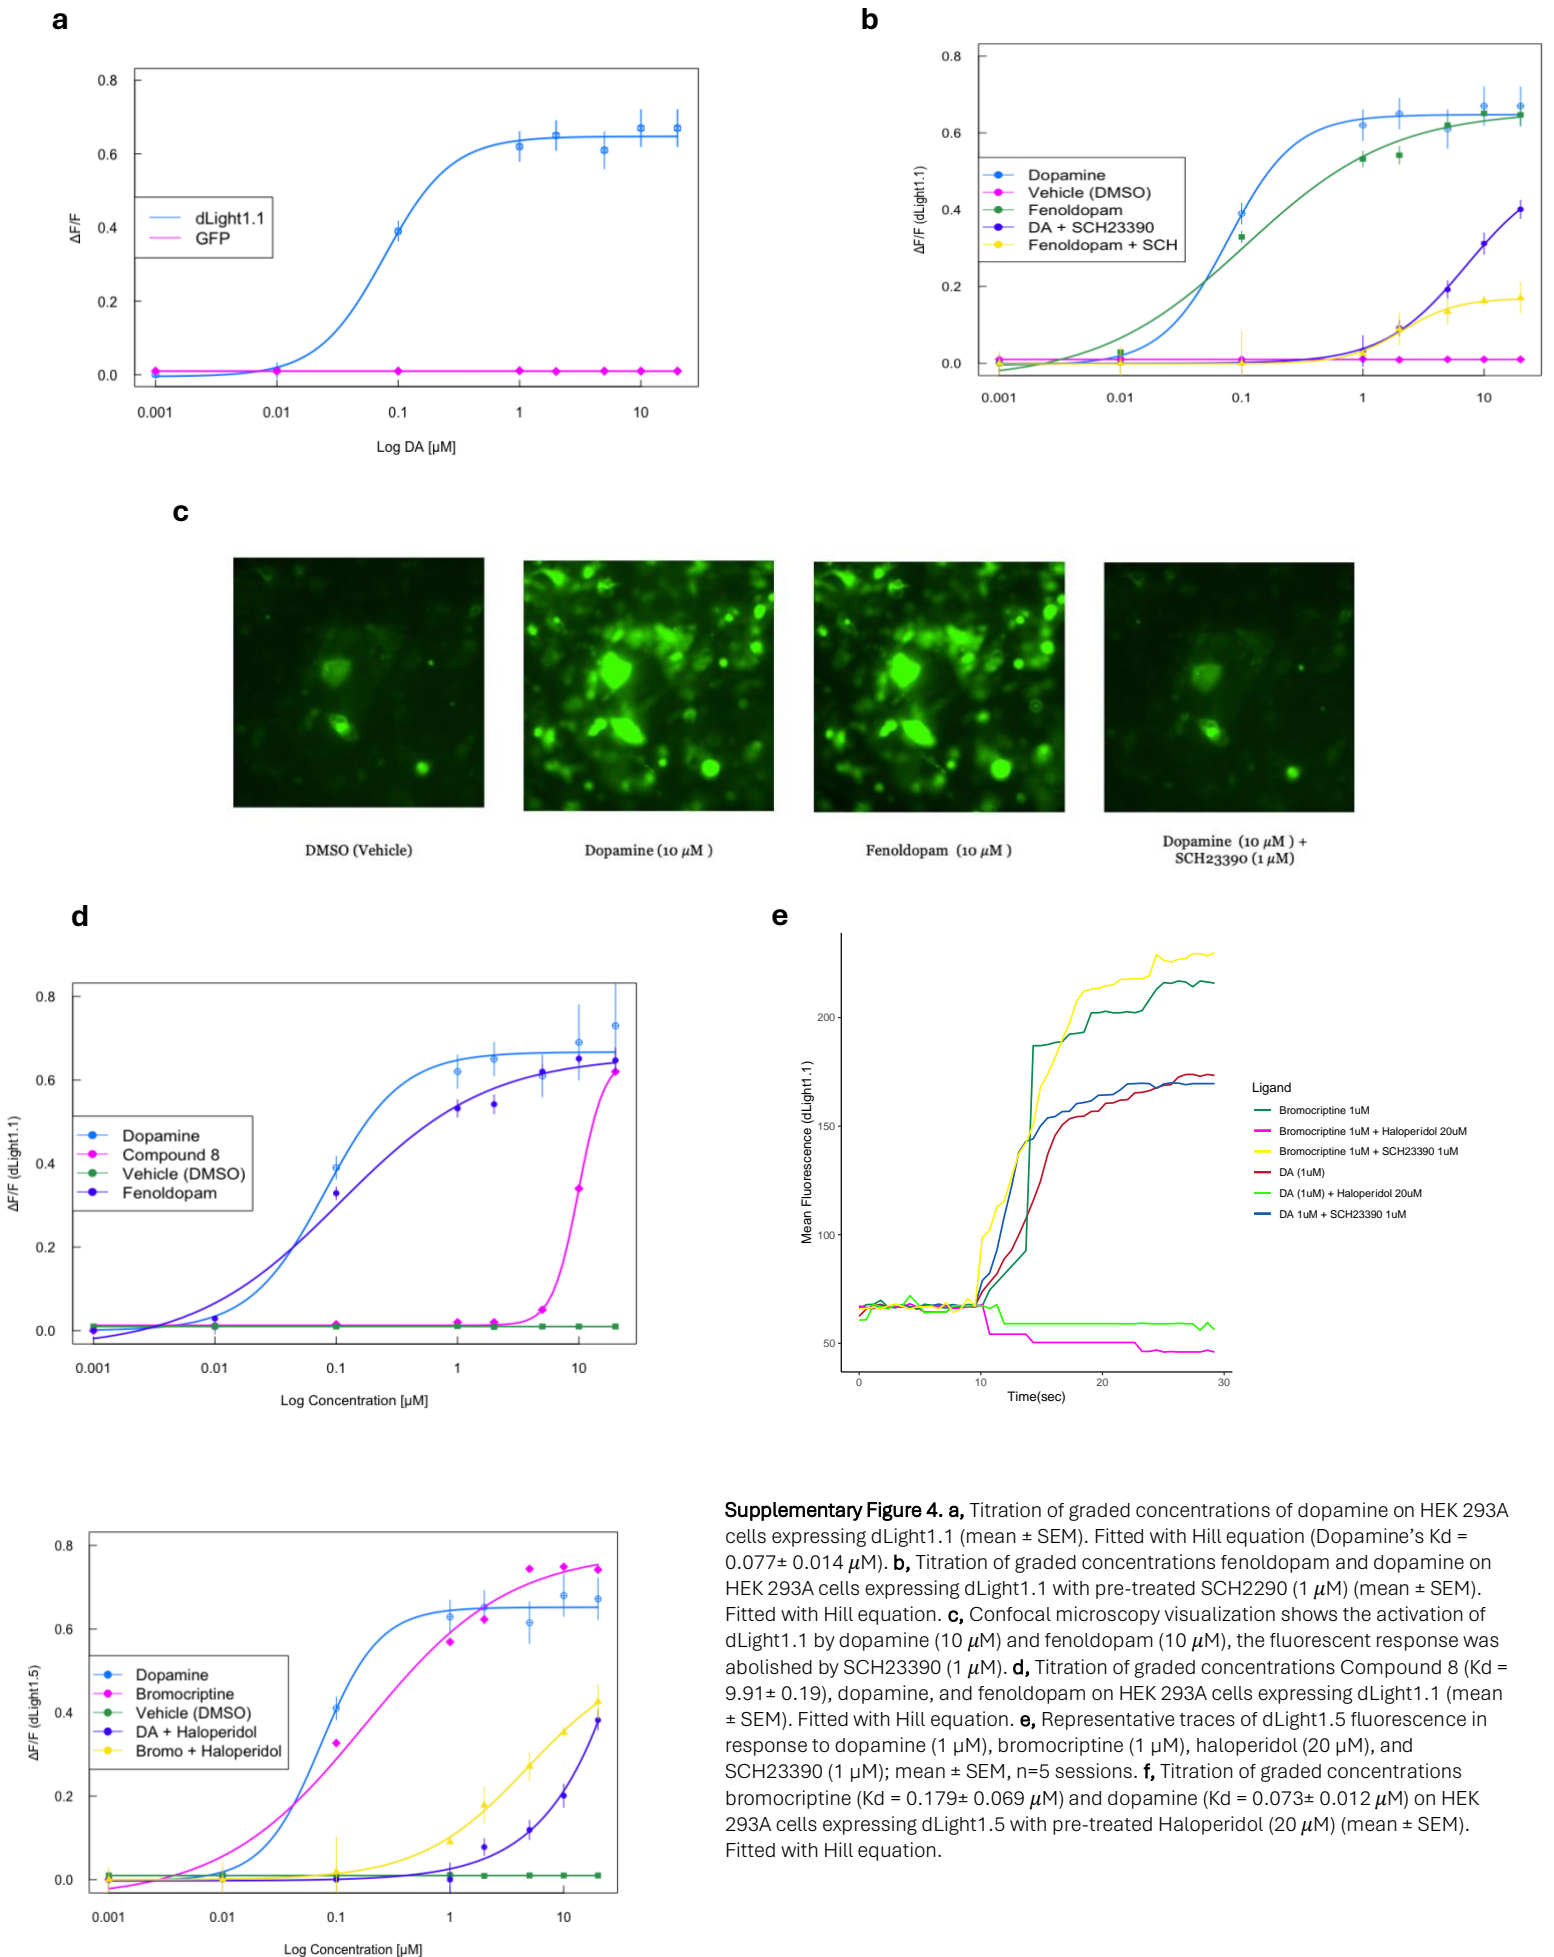 a
0.8
0.6
0.4
0.2
0.0
ΔF/F
dLight1.1
GFP
0.001 0.01 0.1 1 10
Log DA [µM]
b
0.8
0.6
0.4
0.2
0.0
ΔF/F (dLight1.1)
Dopamine
Vehicle (DMSO)
Fenoldopam
DA + SCH23390
Fenoldopam + SCH
0.001 0.01 0.1 1 10
c
DMSO (Vehicle)
Dopamine (10 µM )
Fenoldopam (10 µM )
Dopamine (10 µM ) +
SCH23390 (1 µM)
d
0.8
0.6
0.4
0.2
0.0
ΔF/F (dLight1.1)
Dopamine
Compound 8
Vehicle (DMSO)
Fenoldopam
0.001 0.01 0.1 1 10
Log Concentration [µM]
e
200
150
100
50
Mean Fluorescence (dLight1.1)
0 10 20 30
Time(sec)
Ligand
Bromocriptine 1uM
Bromocriptine 1uM + Haloperidol 20uM
Bromocriptine 1uM + SCH23390 1uM
DA (1uM)
DA (1uM) + Haloperidol 20uM
DA 1uM + SCH23390 1uM
0.8
0.6
0.4
0.2
0.0
ΔF/F (dLight1.5)
Dopamine
Bromocriptine
Vehicle (DMSO)
DA + Haloperidol
Bromo + Haloperidol
0.001 0.01 0.1 1 10
Log Concentration [µM]
Supplementary Figure 4. a, Titration of graded concentrations of dopamine on HEK 293A
cells expressing dLight1.1 (mean ± SEM). Fitted with Hill equation (Dopamine’s Kd =
0.077± 0.014 µM). b, Titration of graded concentrations fenoldopam and dopamine on
HEK 293A cells expressing dLight1.1 with pre-treated SCH2290 (1 µM) (mean ± SEM).
Fitted with Hill equation. c, Confocal microscopy visualization shows the activation of
dLight1.1 by dopamine (10 µM) and fenoldopam (10 µM), the fluorescent response was
abolished by SCH23390 (1 µM). d, Titration of graded concentrations Compound 8 (Kd =
9.91± 0.19), dopamine, and fenoldopam on HEK 293A cells expressing dLight1.1 (mean
± SEM). Fitted with Hill equation. e, Representative traces of dLight1.5 fluorescence in
response to dopamine (1 µM), bromocriptine (1 µM), haloperidol (20 µM), and
SCH23390 (1 µM); mean ± SEM, n=5 sessions. f, Titration of graded concentrations
bromocriptine (Kd = 0.179± 0.069 µM) and dopamine (Kd = 0.073± 0.012 µM) on HEK
293A cells expressing dLight1.5 with pre-treated Haloperidol (20 µM) (mean ± SEM).
Fitted with Hill equation.